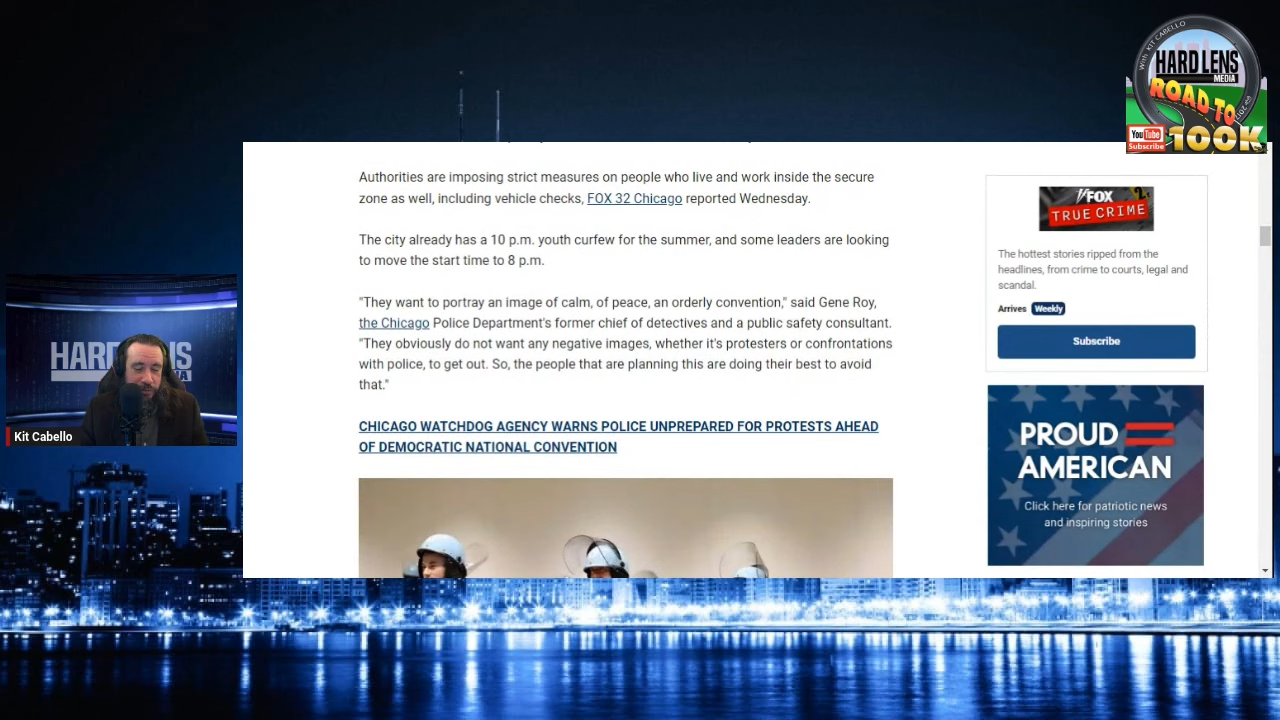 With KIT CABELLO
HARD LENS
MEDIA
ROAD TO
100K
YouTube
Subscribe
Authorities are imposing strict measures on people who live and work inside the secure
zone as well, including vehicle checks, FOX 32 Chicago reported Wednesday.
The city already has a 10 p.m. youth curfew for the summer, and some leaders are looking
to move the start time to 8 p.m.
"They want to portray an image of calm, of peace, an orderly convention," said Gene Roy,
the Chicago Police Department's former chief of detectives and a public safety consultant.
"They obviously do not want any negative images, whether it's protesters or confrontations
with police, to get out. So, the people that are planning this are doing their best to avoid
that."
CHICAGO WATCHDOG AGENCY WARNS POLICE UNPREPARED FOR PROTESTS AHEAD
OF DEMOCRATIC NATIONAL CONVENTION
FOX
TRUE CRIME
The hottest stories ripped from the
headlines, from crime to courts, legal and
scandal.
Arrives Weekly
Subscribe
PROUD
AMERICAN
Click here for patriotic news
and inspiring stories
Kit Cabello